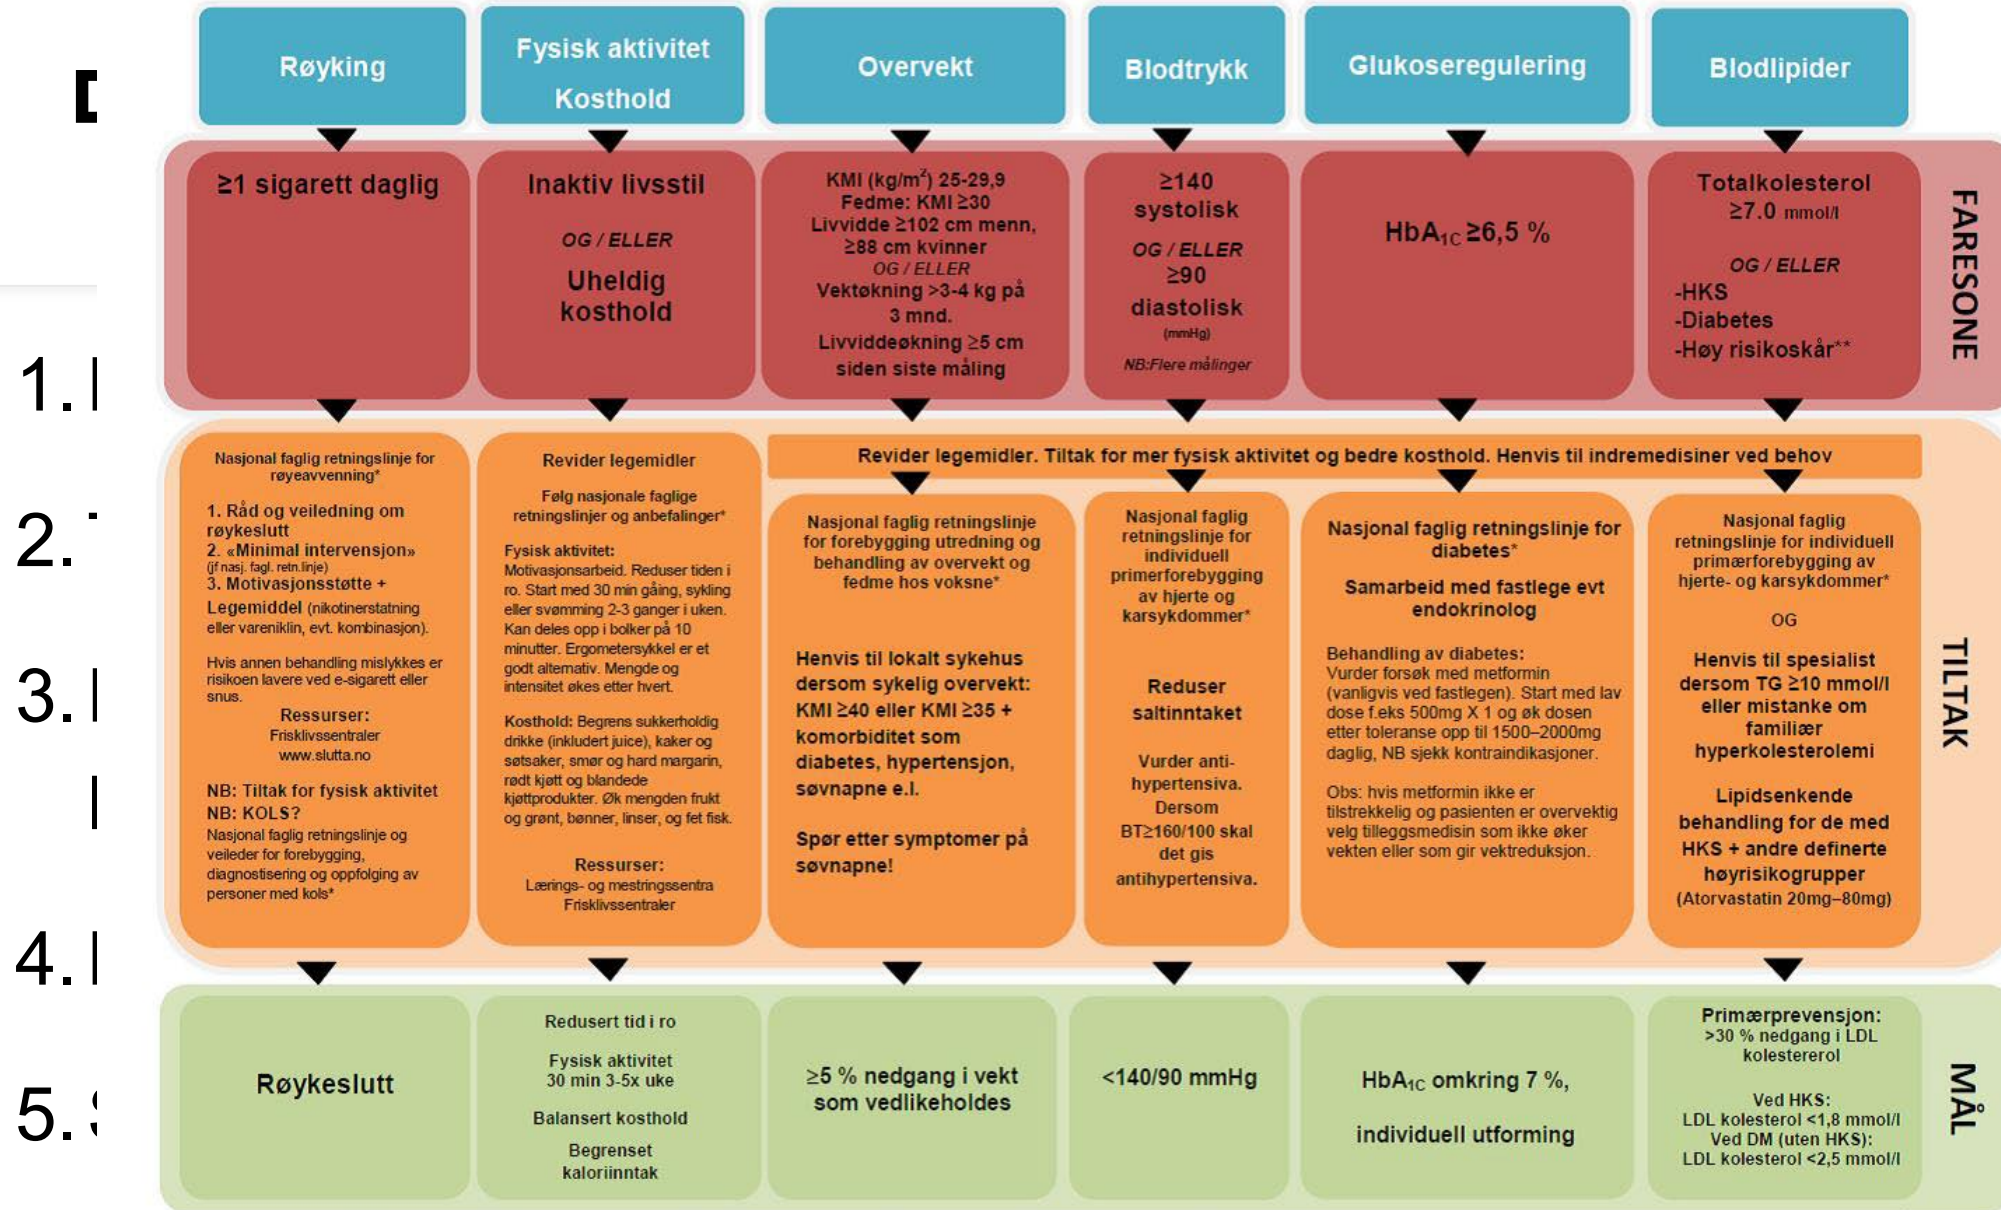 Røyking
Fysisk aktivitet
Kosthold
Overvekt
Blodtrykk
Glukoseregulering
Blodlipider
≥1 sigarett daglig
Inaktiv livsstil
OG / ELLER
Uheldig
kosthold
KMI (kg/m²) 25-29,9
Fedme: KMI ≥30
Livvidde ≥102 cm menn,
≥88 cm kvinner
OG / ELLER
Vektøkning >3-4 kg på
3 mnd.
Livviddeøkning ≥5 cm
siden siste måling
≥140
systolisk
OG / ELLER
≥90
diastolisk
(mmHg)
NB:Flere målinger
HbA1C ≥6,5 %
Totalkolesterol
≥7.0 mmol/l
OG / ELLER
-HKS
-Diabetes
-Høy risikoskår**
FARESONE
Nasjonal faglig retningslinje for
røyeavvenning*
1. Råd og veiledning om
røykeslutt
2. «Minimal intervensjon»
(jf nasj. fagl. retn.linje)
3. Motivasjonsstøtte +
Legemiddel (nikotinerstatning
eller vareniklin, evt. kombinasjon).
Hvis annen behandling mislykkes er
risikoen lavere ved e-sigarett eller
snus.
Ressurser:
Frisklivssentraler
www.slutta.no
NB: Tiltak for fysisk aktivitet
NB: KOLS?
Nasjonal faglig retningslinje og
veileder for forebygging,
diagnostisering og oppfolging av
personer med kols*
Revider legemidler
Følg nasjonale faglige
retningslinjer og anbefalinger*
Fysisk aktivitet:
Motivasjonsarbeid. Reduser tiden i
ro. Start med 30 min gåing, sykling
eller svømming 2-3 ganger i uken.
Kan deles opp i bolker på 10
minutter. Ergometersykkel er et
godt alternativ. Mengde og
intensitet økes etter hvert.
Kosthold: Begrens sukkerholdig
drikke (inkludert juice), kaker og
søtsaker, smør og hard margarin,
rødt kjøtt og blandede
kjøttprodukter. Øk mengden frukt
og grønt, bønner, linser, og fet fisk.
Ressurser:
Lærings- og mestringssentra
Frisklivssentraler
Revider legemidler. Tiltak for mer fysisk aktivitet og bedre kosthold. Henvis til indremedisiner ved behov
Nasjonal faglig retningslinje
for forebygging utredning og
behandling av overvekt og
fedme hos voksne*
Henvis til lokalt sykehus
dersom sykelig overvekt:
KMI ≥40 eller KMI ≥35 +
komorbiditet som
diabetes, hypertensjon,
søvnapne e.l.
Spør etter symptomer på
søvnapne!
Nasjonal faglig
retningslinje for
individuell
primerforebygging
av hjerte og
karsykdommer*
Reduser
saltinntaket
Vurder anti-
hypertensiva.
Dersom
BT≥160/100 skal
det gis
antihypertensiva.
Nasjonal faglig retningslinje for
diabetes*
Samarbeid med fastlege evt
endokrinolog
Behandling av diabetes:
Vurder forsøk med metformin
(vanligvis ved fastlegen). Start med lav
dose f.eks 500mg X 1 og øk dosen
etter toleranse opp til 1500–2000mg
daglig, NB sjekk kontraindikasjoner.
Obs: hvis metformin ikke er
tilstrekkelig og pasienten er overvektig
velg tilleggsmedisin som ikke øker
vekten eller som gir vektreduksjon.
Nasjonal faglig
retningslinje for individuell
primærforebygging av
hjerte- og karsykdommer*
OG
Henvis til spesialist
dersom TG ≥10 mmol/l
eller mistanke om
familiær
hyperkolesterolemi
Lipidsenkende
behandling for de med
HKS + andre definerte
høyrisikogrupper
(Atorvastatin 20mg–80mg)
TILTAK
Røykeslutt
Redusert tid i ro
Fysisk aktivitet
30 min 3-5x uke
Balansert kosthold
Begrenset
kaloriinntak
≥5 % nedgang i vekt
som vedlikeholdes
<140/90 mmHg
HbA1C omkring 7 %,
individuell utforming
Primærprevensjon:
>30 % nedgang i LDL
kolestererol
Ved HKS:
LDL kolesterol <1,8 mmol/l
Ved DM (uten HKS):
LDL kolesterol <2,5 mmol/l
MÅL
1.
2.
3.
4.
5.